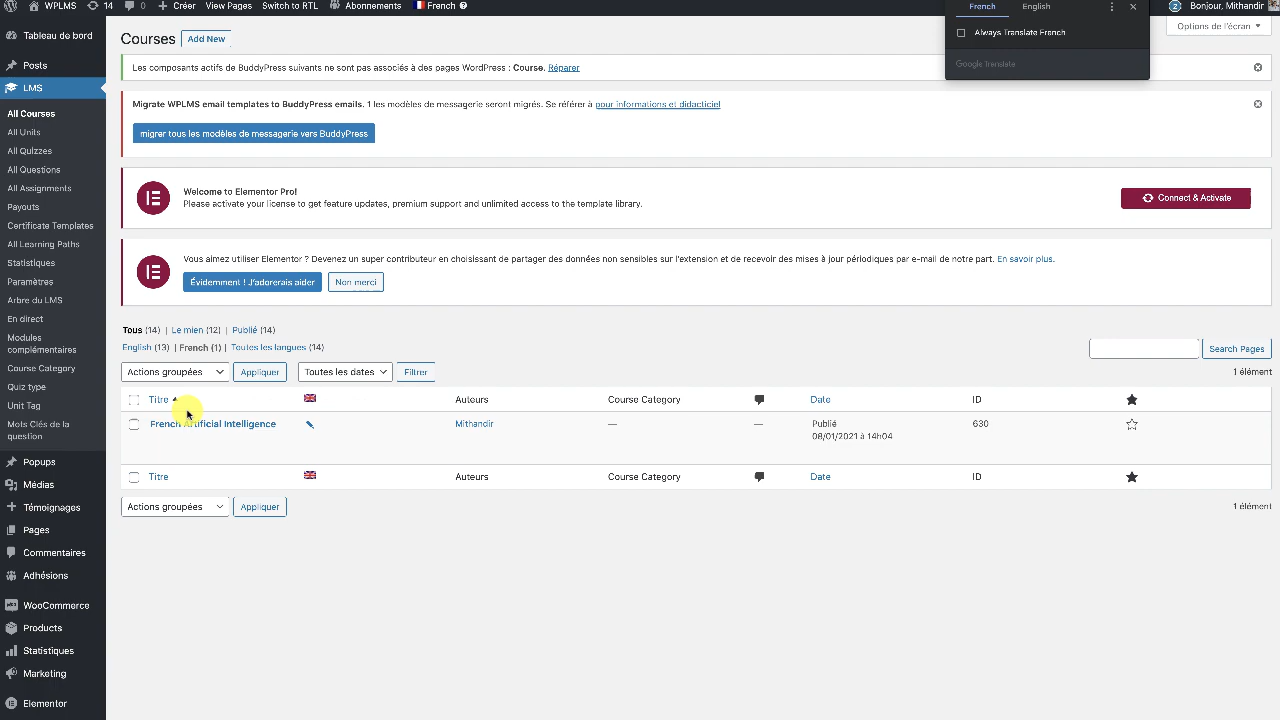 WPLMS 14 0 Créer View Pages Switch to RTL Abonnements French
French English
Bonjour, Mithandir
Always Translate French
Google Translate
Options de l'écran
Tableau de bord
Posts
LMS
All Courses
All Units
All Quizzes
All Questions
All Assignments
Payouts
Certificate Templates
All Learning Paths
Statistiques
Paramètres
Arbre du LMS
En direct
Modules
complémentaires
Course Category
Quiz type
Unit Tag
Mots Clés de la
question
Popups
Médias
Témoignages
Pages
Commentaires
Adhésions
WooCommerce
Products
Statistiques
Marketing
Elementor
Courses Add New
Les composants actifs de BuddyPress suivants ne sont pas associés à des pages WordPress : Course. Réparer
Migrate WPLMS email templates to BuddyPress emails. 1 les modèles de messagerie seront migrés. Se référer à pour informations et didacticiel
migrer tous les modèles de messagerie vers BuddyPress
Welcome to Elementor Pro!
Please activate your license to get feature updates, premium support and unlimited access to the template library.
Connect & Activate
Vous aimez utiliser Elementor ? Devenez un super contributeur en choisissant de partager des données non sensibles sur l'extension et de recevoir des mises à jour périodiques par e-mail de notre part. En savoir plus.
Évidemment ! J'adorerais aider Non merci
Tous (14) | Le mien (12) | Publié (14)
English (13) | French (1) | Toutes les langues (14)
Search Pages
Actions groupées Appliquer Toutes les dates Filtrer 1 élément
Titre Auteurs Course Category Date ID
French Artificial Intelligence Mithandir — — Publié 630
08/01/2021 à 14h04
Titre Auteurs Course Category Date ID
Actions groupées Appliquer 1 élément